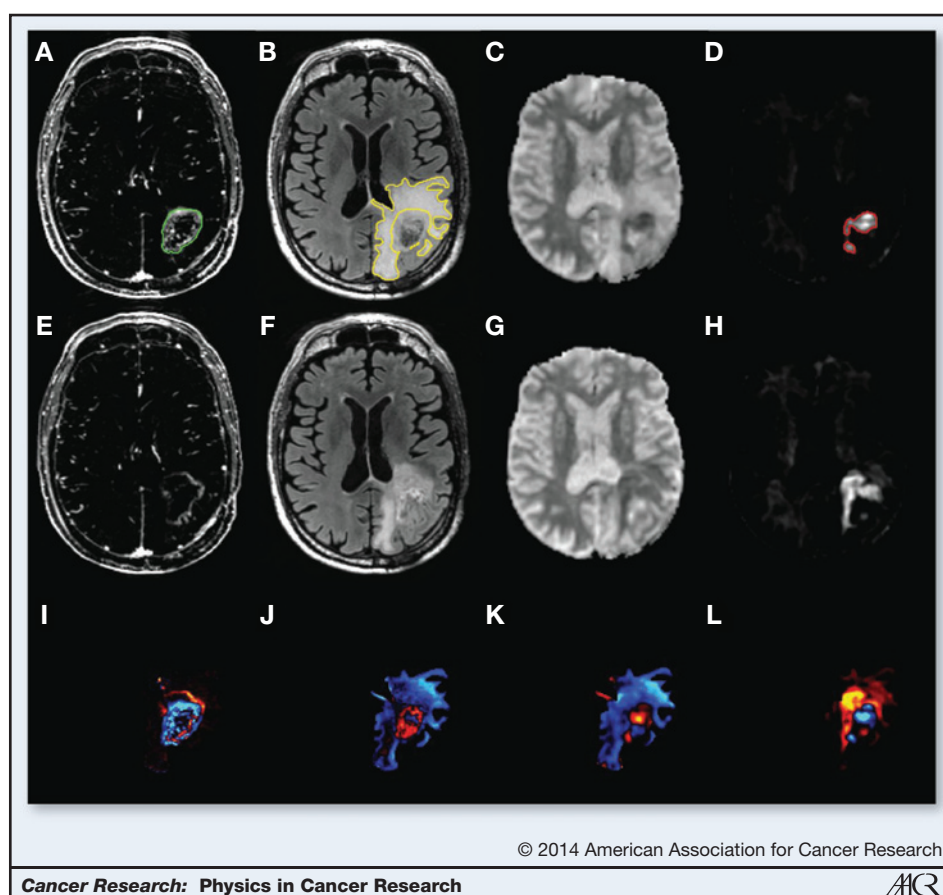 A B C D
E F G H
I J K L
© 2014 American Association for Cancer Research
Cancer Research: Physics in Cancer Research
AACR